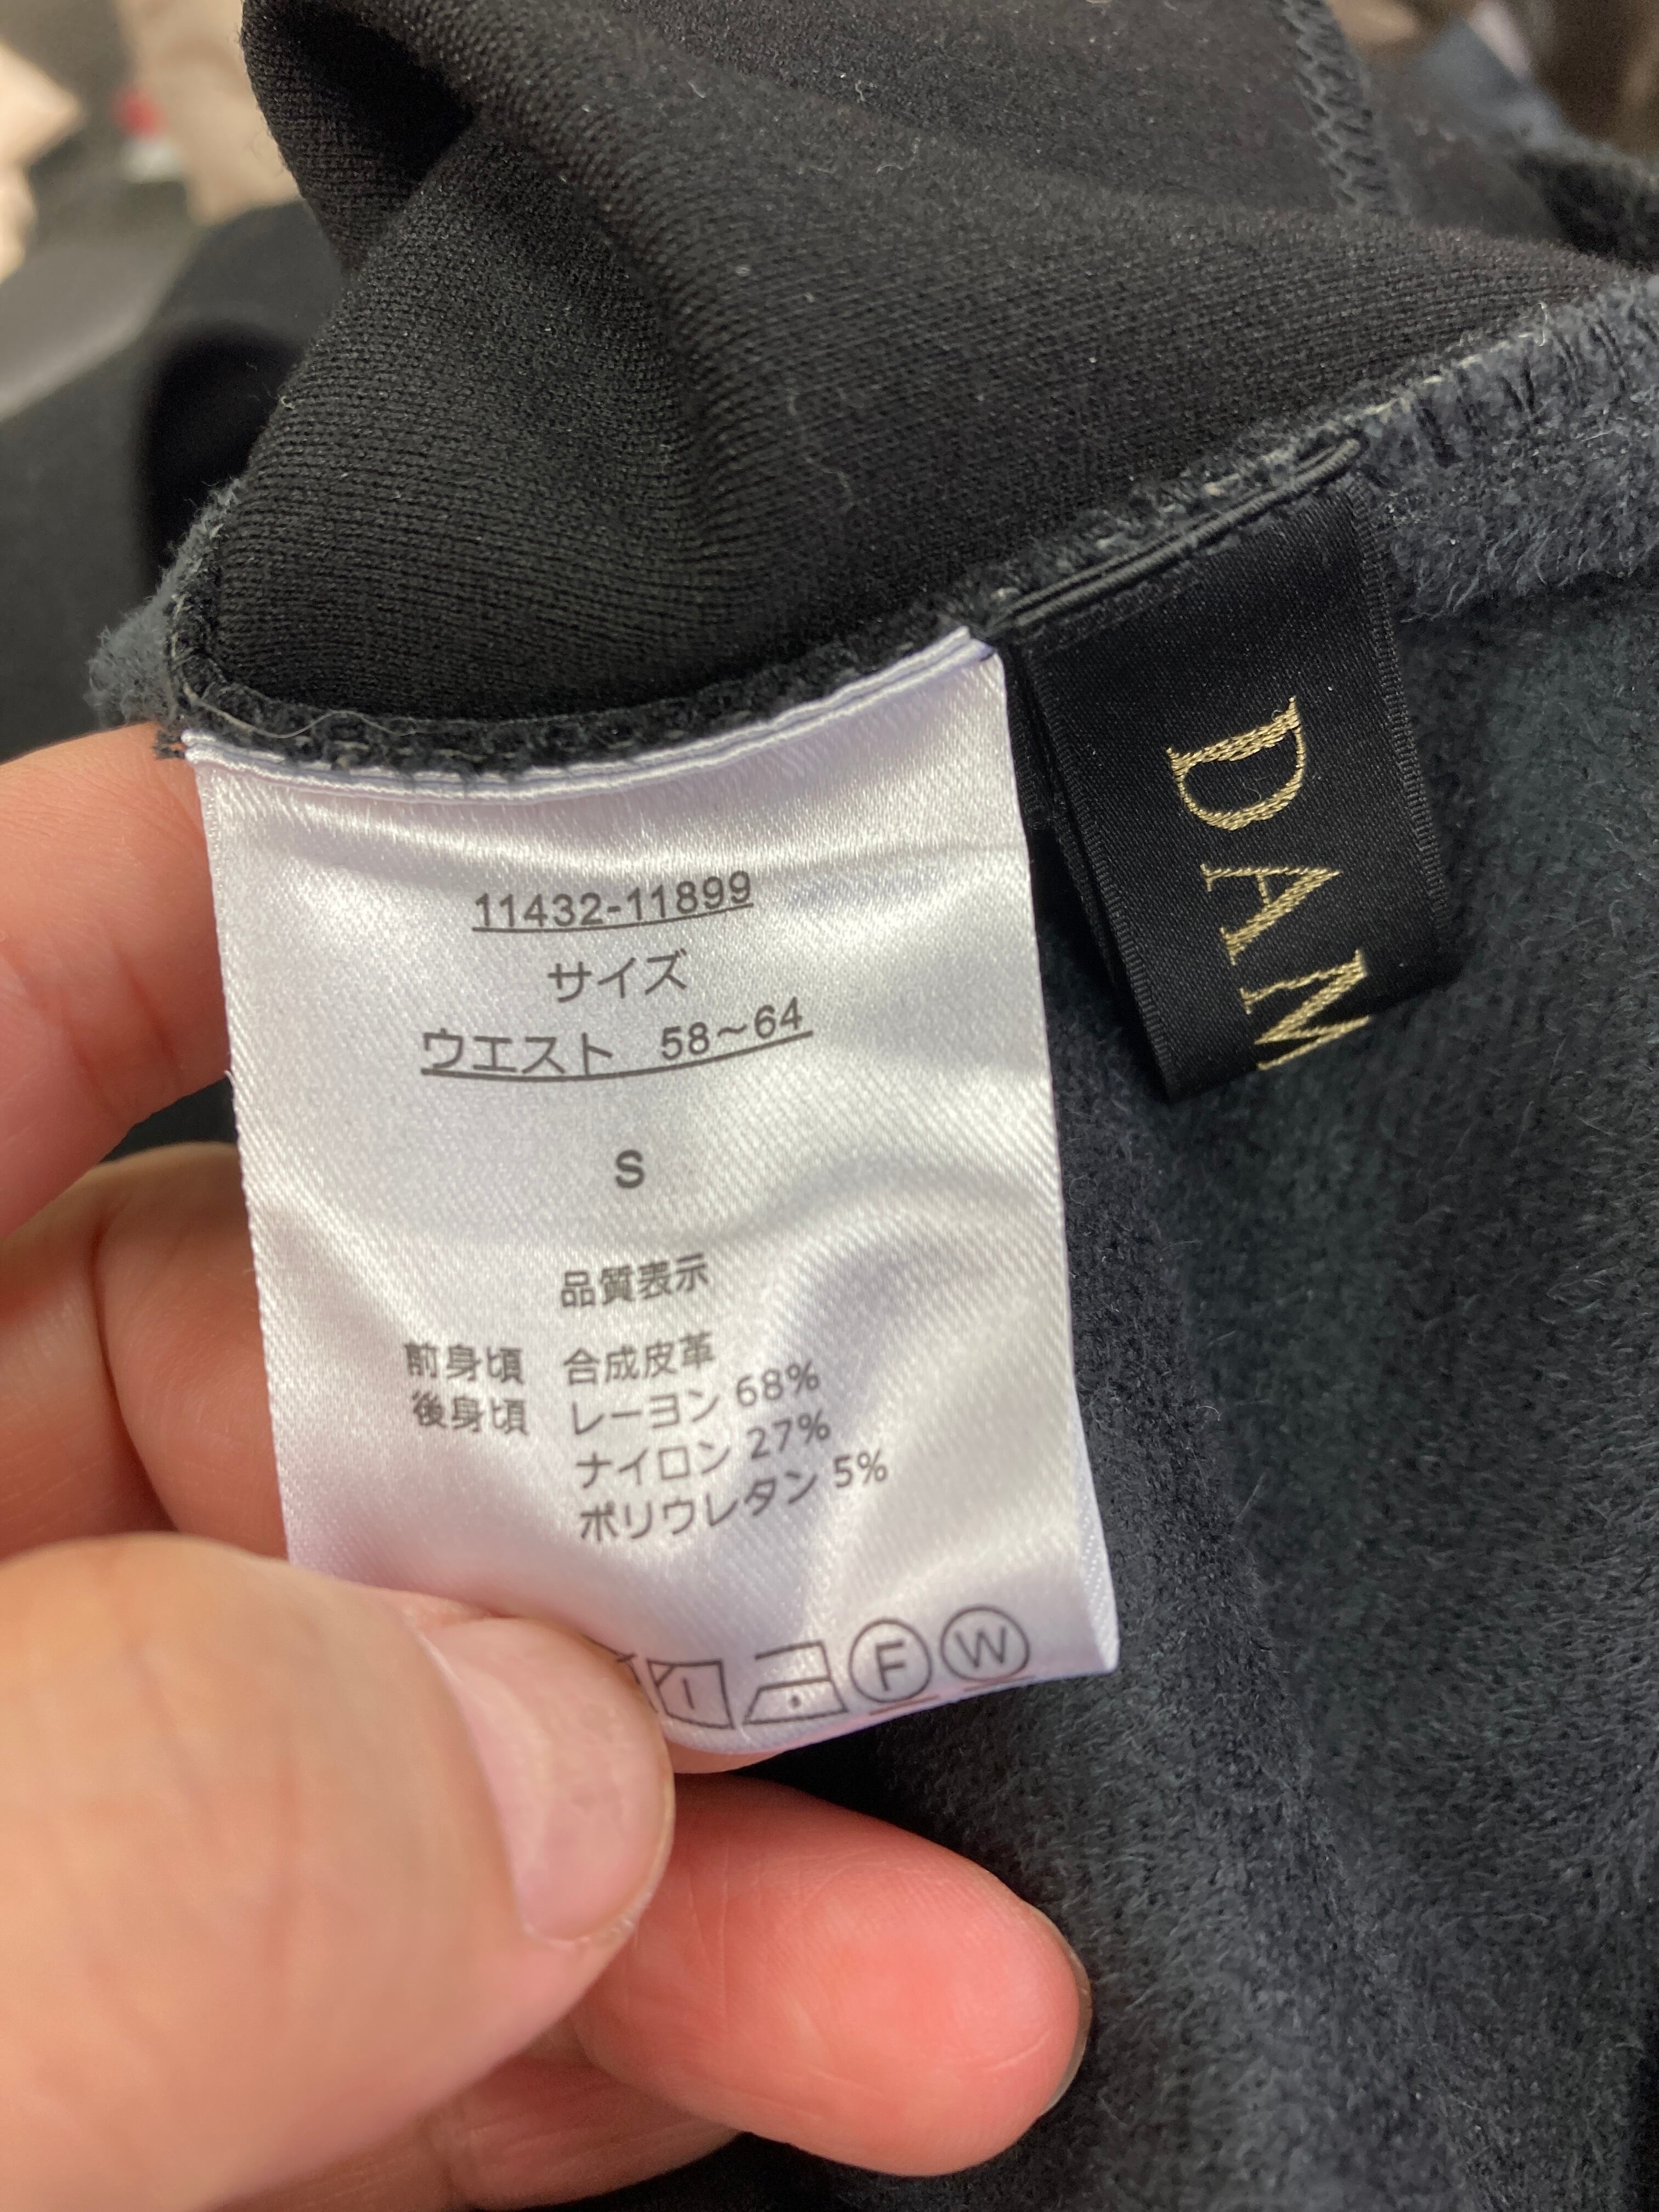 11432-11899
サイズ
ウエスト 58~64
S
品質表示
前身頃 合成皮革
後身頃 レーヨン 68%
ナイロン 27%
ポリウレタン 5%
F W
DAM